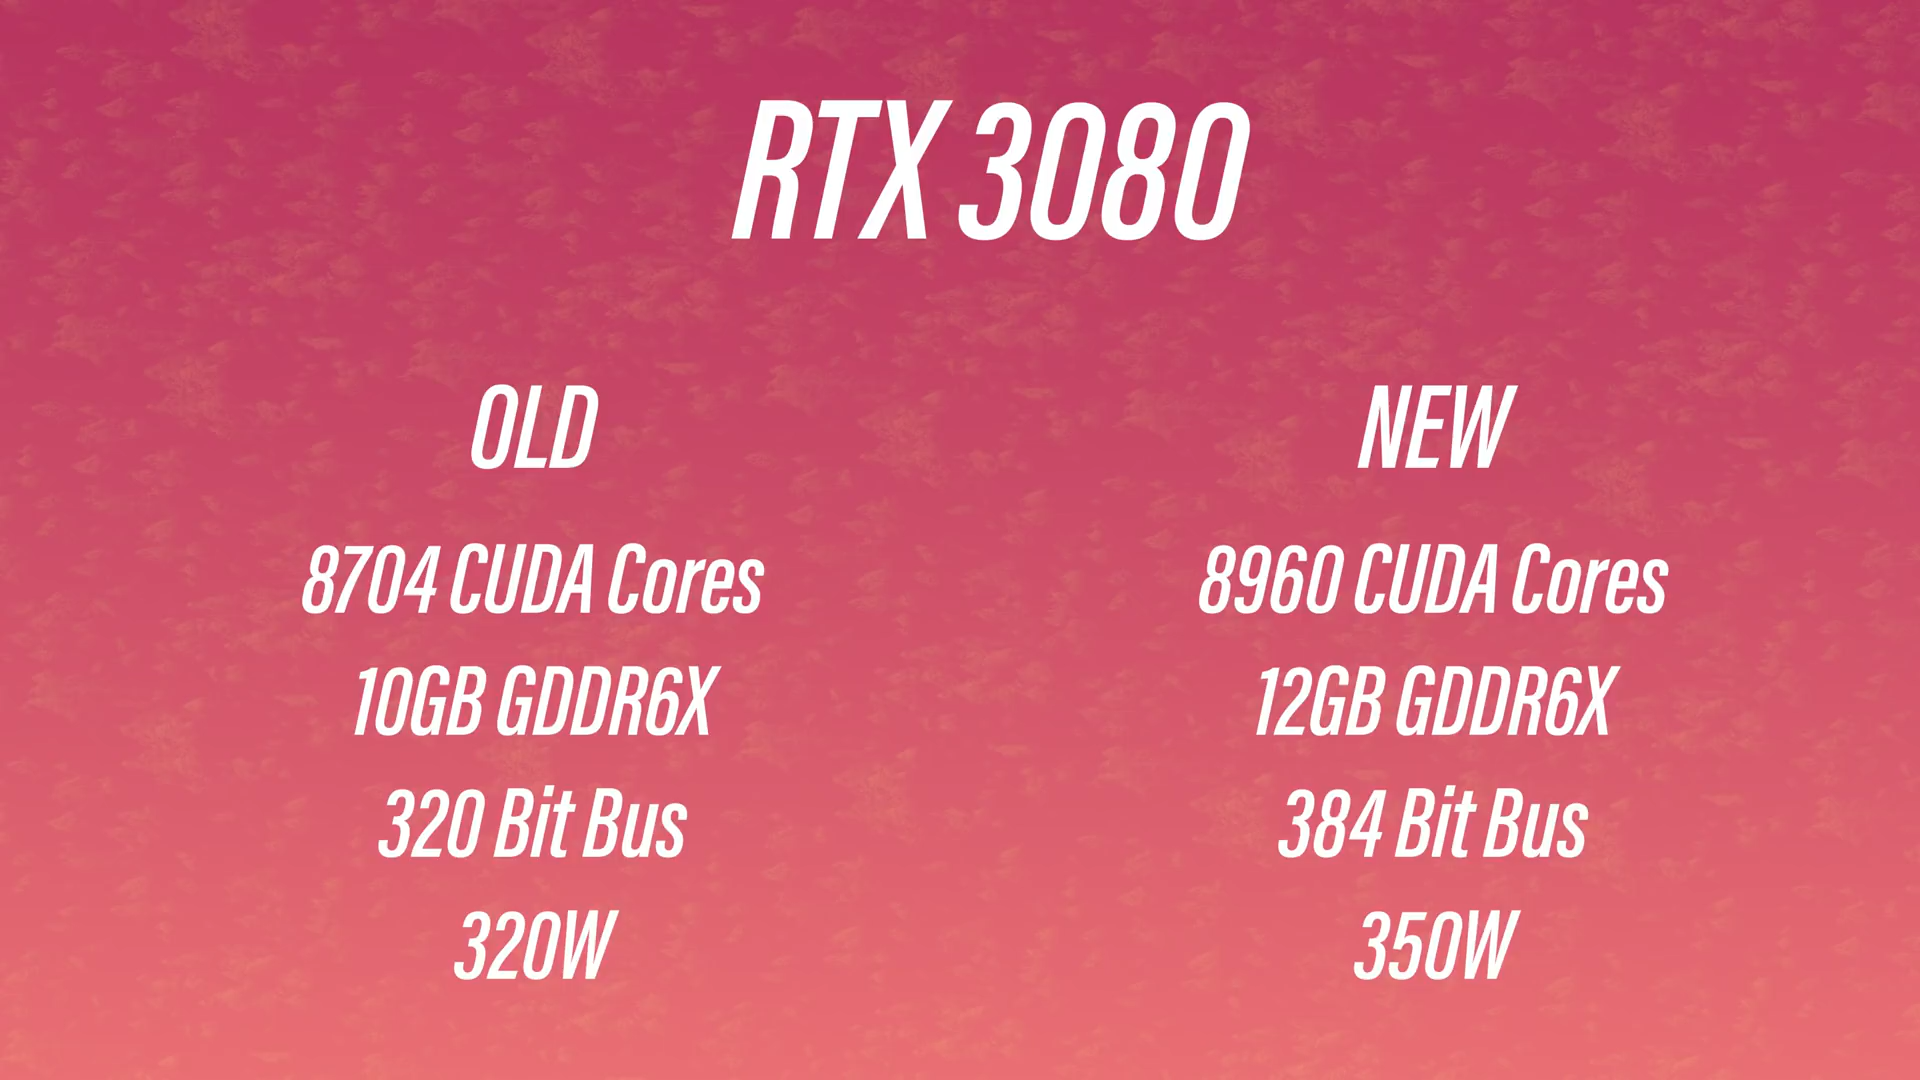 RTX 3080
OLD
8704 CUDA Cores
10GB GDDR6X
320 Bit Bus
320W
NEW
8960 CUDA Cores
12GB GDDR6X
384 Bit Bus
350W